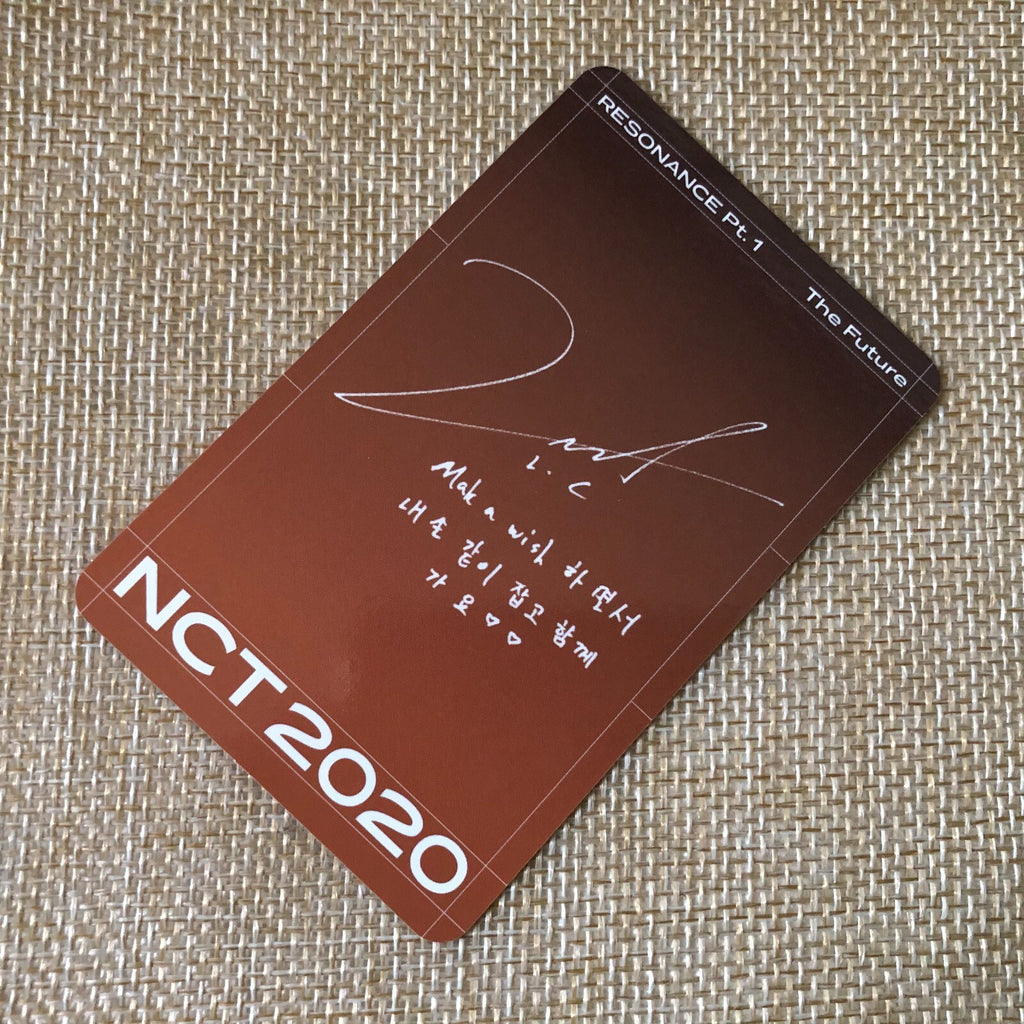 RESONANCE Pt. 1 The Future
L. C
Mak a wish 하면서
내 손 같이 잡고 함께
가요♡♡
NCT 2020